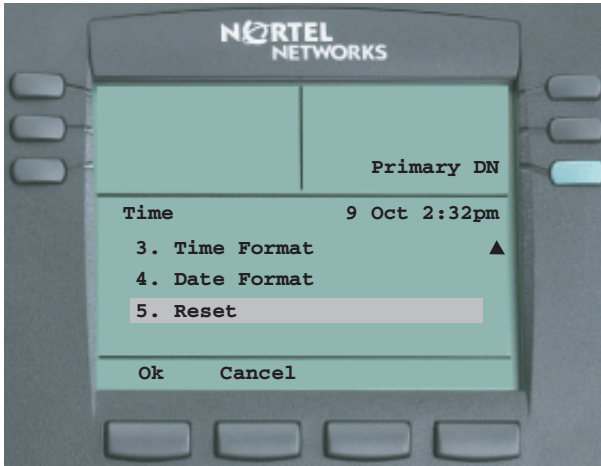 NORTEL
NETWORKS
Primary DN
Time 9 Oct 2:32pm
3. Time Format
4. Date Format
5. Reset
Ok Cancel